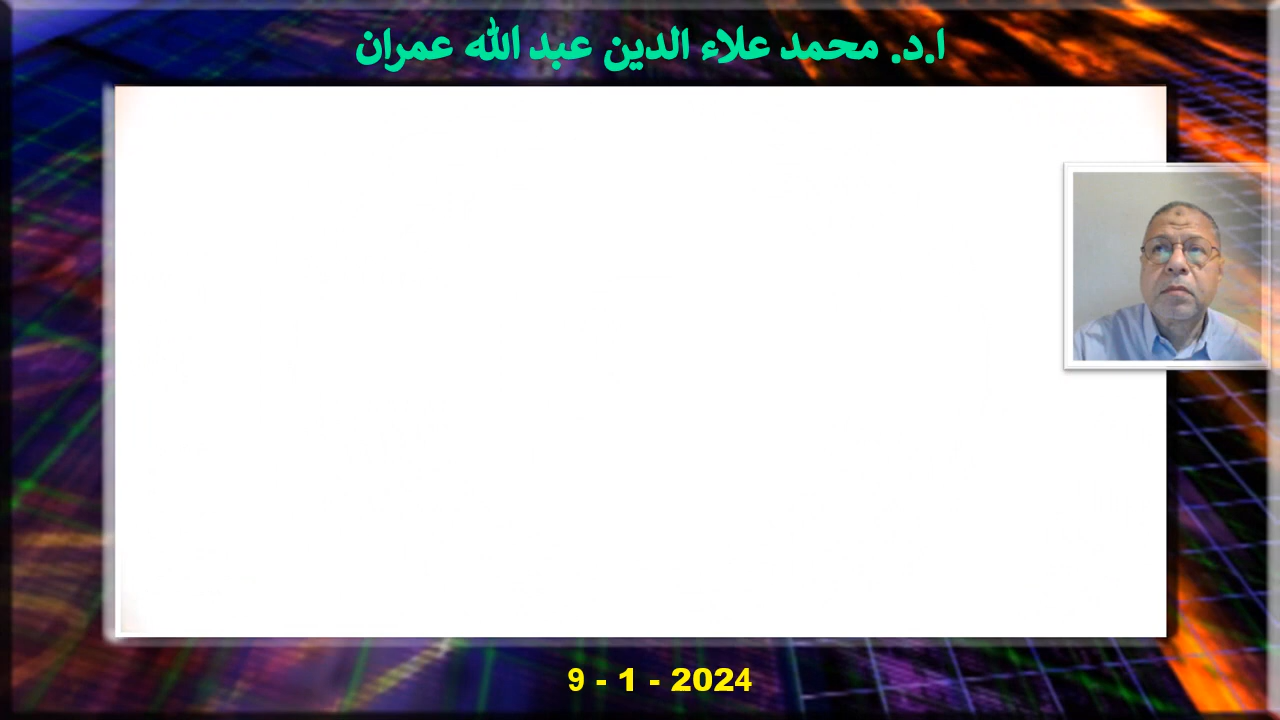 ا.د. محمد علاء الدين عبد الله عمران
9 - 1 - 2024